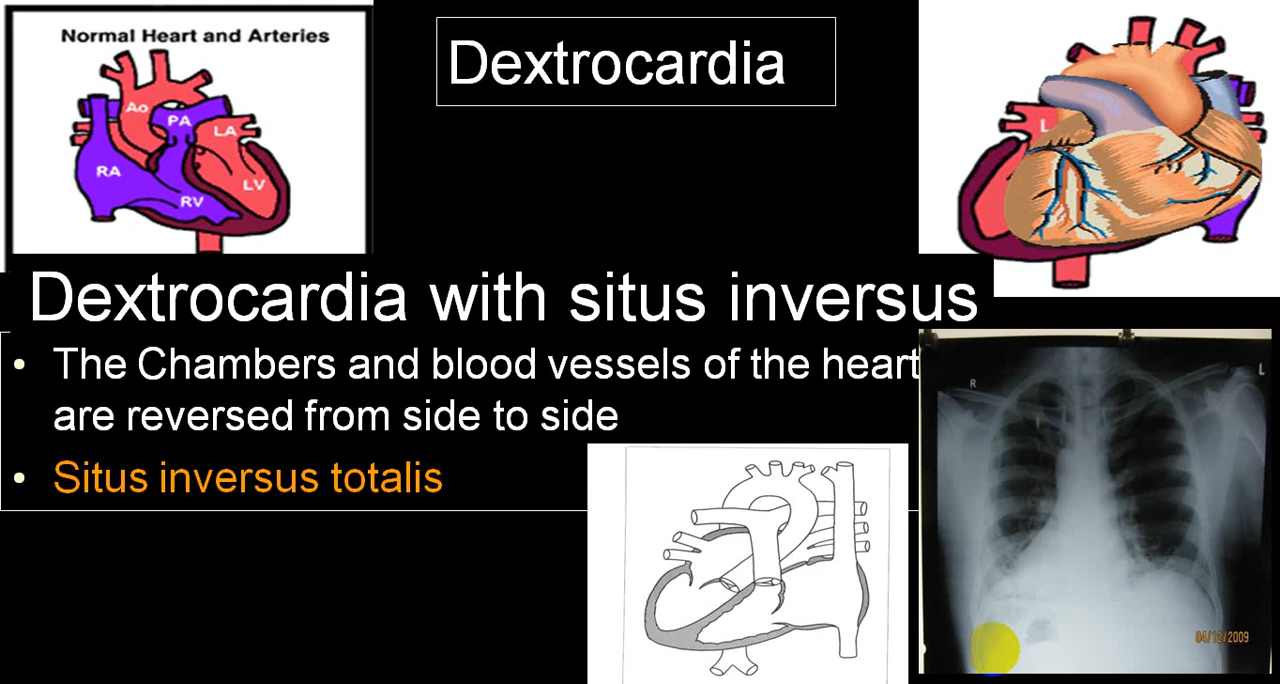 Normal Heart and Arteries
Ao
PA
LA
RA
LV
RV
Dextrocardia
L
Dextrocardia with situs inversus
• The Chambers and blood vessels of the heart
are reversed from side to side
• Situs inversus totalis
R
L
04/12/2009